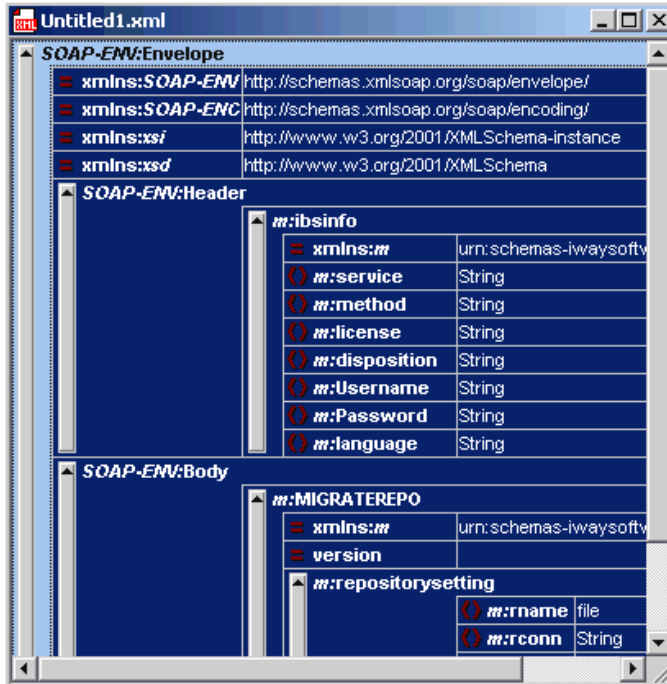 Untitled1.xml
SOAP-ENV:Envelope
xmlns:SOAP-ENV http://schemas.xmlsoap.org/soap/envelope/
xmlns:SOAP-ENC http://schemas.xmlsoap.org/soap/encoding/
xmlns:xsi http://www.w3.org/2001/XMLSchema-instance
xmlns:xsd http://www.w3.org/2001/XMLSchema
SOAP-ENV:Header
m:ibsinfo
xmlns:m urn:schemas-iwaysoftw
m:service String
m:method String
m:license String
m:disposition String
m:Username String
m:Password String
m:language String
SOAP-ENV:Body
m:MIGRATEREPO
xmlns:m urn:schemas-iwaysoftw
version
m:repositorysetting
m:rname file
m:rconn String